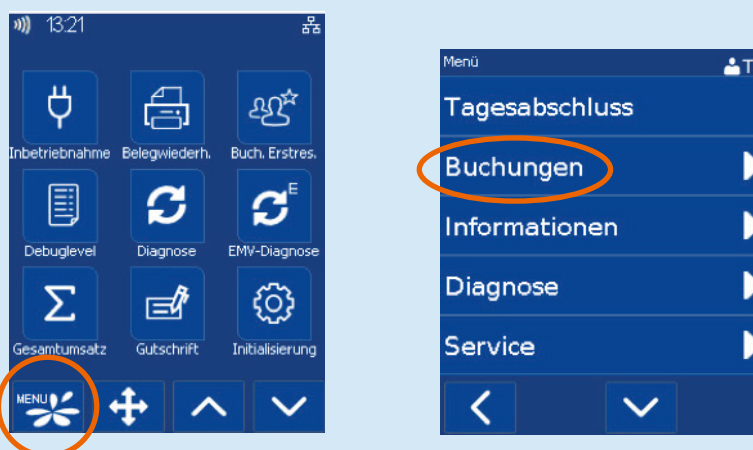 13:21
Inbetriebnahme Belegwiederh. Buch. Erstres.
E
Debuglevel Diagnose EMV-Diagnose
Σ
Gesamtumsatz Gutschrift Initialisierung
MENU
Menü T
Tagesabschluss
Buchungen
Informationen
Diagnose
Service